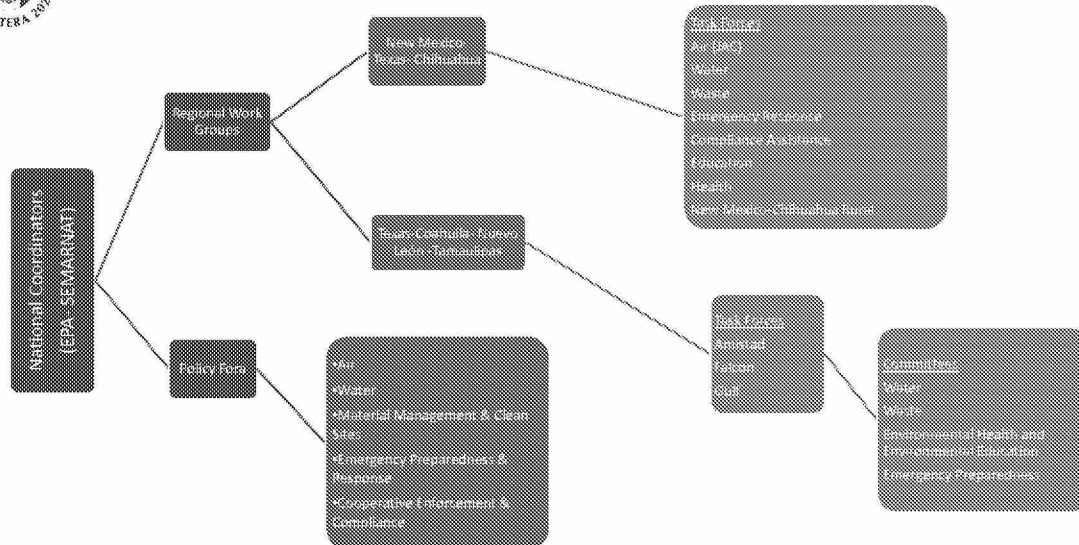 TERA 202
National Coordinators
(EPA - SEMARNAT)
Regional Work
Groups
New Mexico-
Texas- Chihuahua
Task Forces
Air (JAC)
Water
Waste
Emergency Response
Compliance Assistance
Education
Health
New Mexico-Chihuahua Rural
Texas-Coahuila- Nuevo
León -Tamaulipas
Task Forces
Amistad
Falcon
Gulf
Committees
Water
Waste
Environmental Health and
Environmental Education
Emergency Preparedness
Policy Fora
•Air
•Water
•Material Management & Clean
Sites
•Emergency Preparedness &
Response
•Cooperative Enforcement &
Compliance